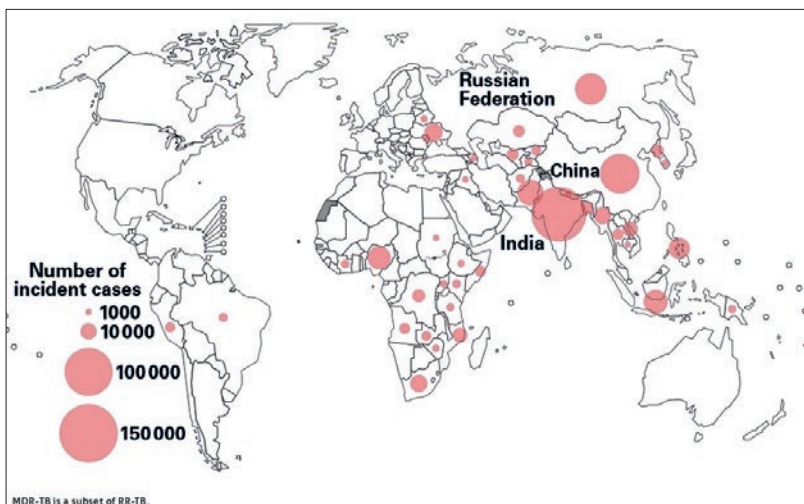 Russian
Federation
China
India
Number of
incident cases
1000
10 000
100 000
150 000
MDR-TB is a subset of RR-TB.